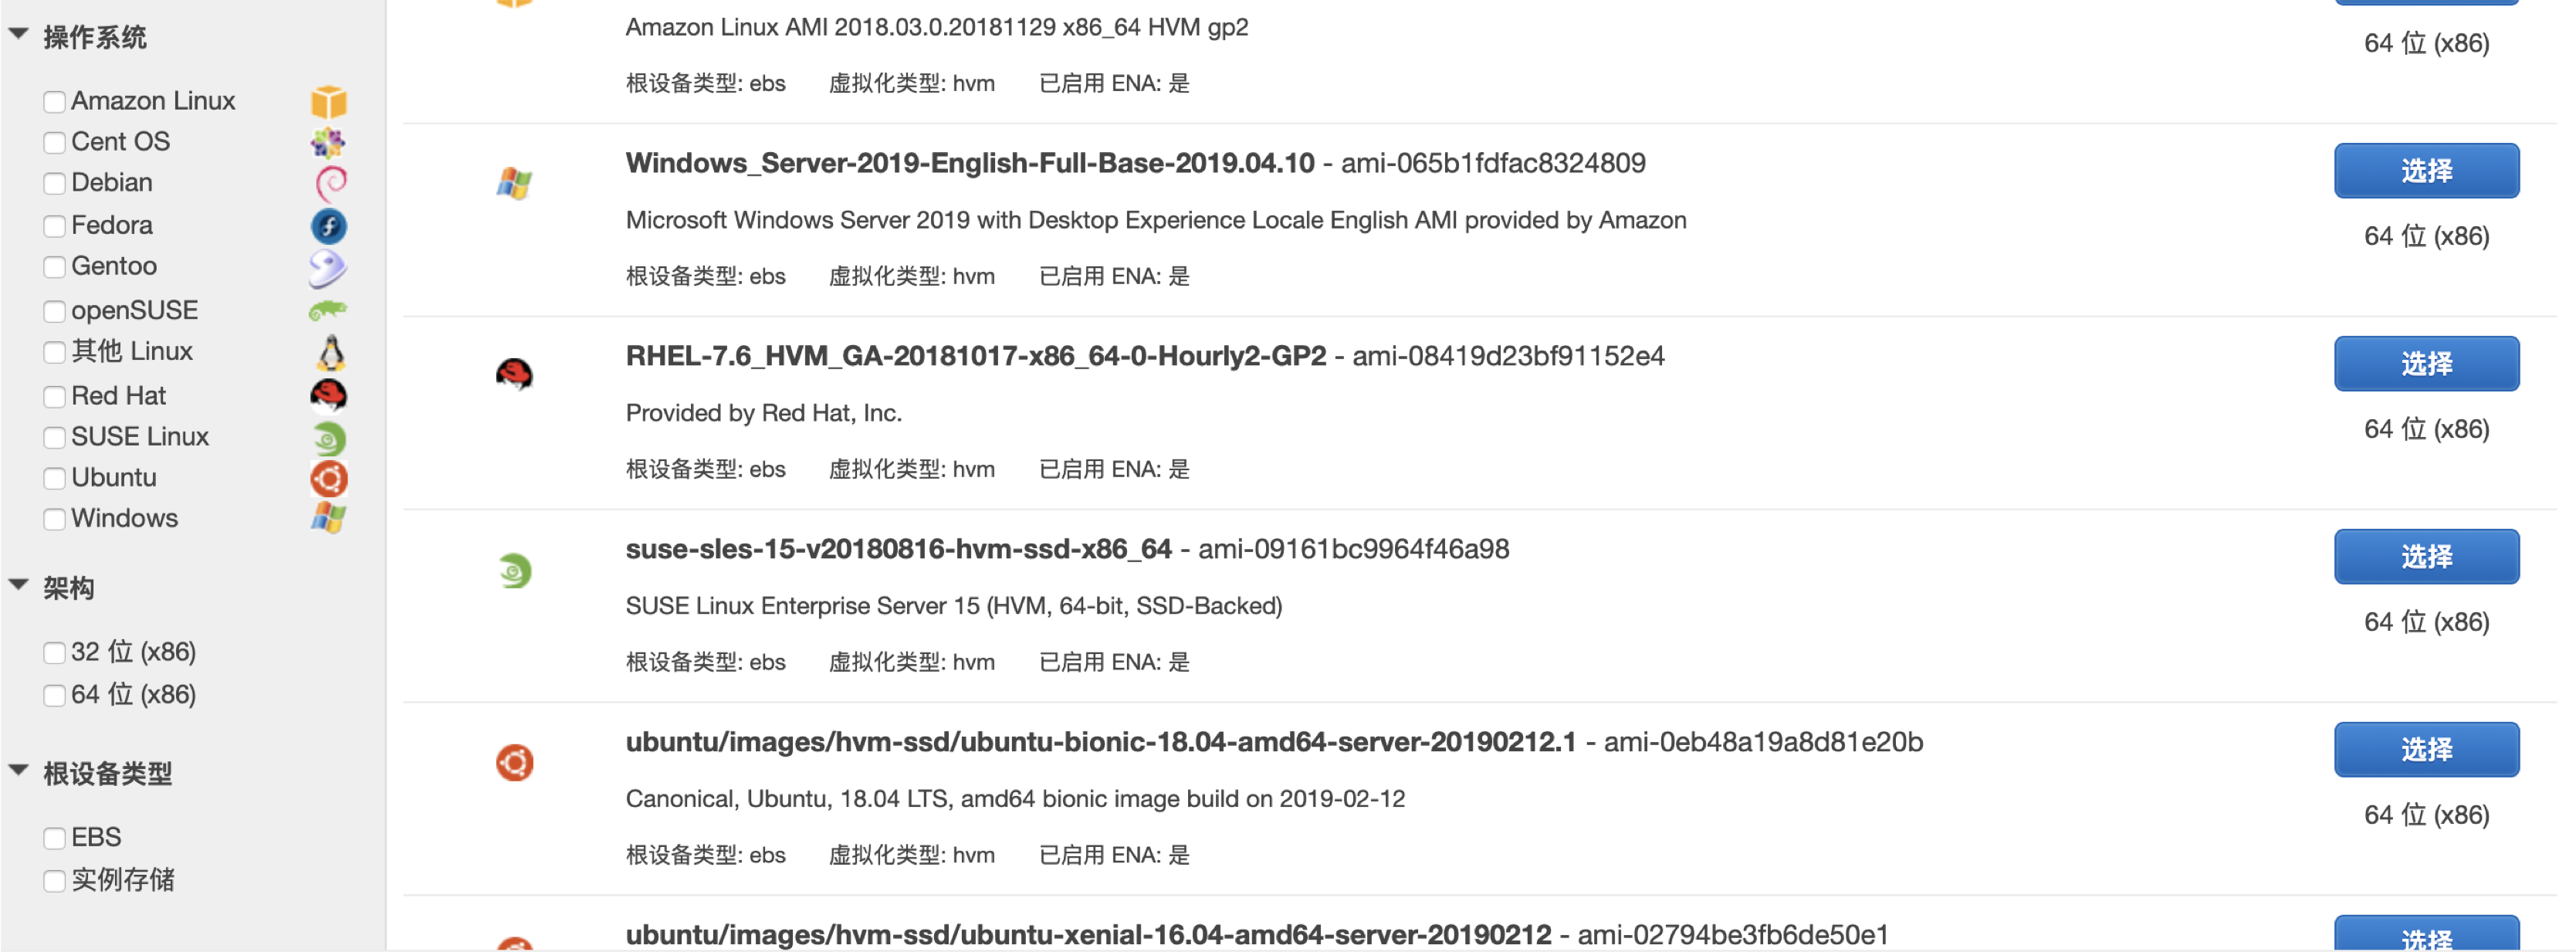 操作系统
Amazon Linux
Cent OS
Debian
Fedora
Gentoo
openSUSE
其他 Linux
Red Hat
SUSE Linux
Ubuntu
Windows
架构
32 位 (x86)
64 位 (x86)
根设备类型
EBS
实例存储
Amazon Linux AMI 2018.03.0.20181129 x86_64 HVM gp2
64 位 (x86)
根设备类型: ebs 虚拟化类型: hvm 已启用 ENA: 是
Windows_Server-2019-English-Full-Base-2019.04.10 - ami-065b1fdfac8324809
选择
Microsoft Windows Server 2019 with Desktop Experience Locale English AMI provided by Amazon
64 位 (x86)
根设备类型: ebs 虚拟化类型: hvm 已启用 ENA: 是
RHEL-7.6_HVM_GA-20181017-x86_64-0-Hourly2-GP2 - ami-08419d23bf91152e4
选择
Provided by Red Hat, Inc.
64 位 (x86)
根设备类型: ebs 虚拟化类型: hvm 已启用 ENA: 是
suse-sles-15-v20180816-hvm-ssd-x86_64 - ami-09161bc9964f46a98
选择
SUSE Linux Enterprise Server 15 (HVM, 64-bit, SSD-Backed)
64 位 (x86)
根设备类型: ebs 虚拟化类型: hvm 已启用 ENA: 是
ubuntu/images/hvm-ssd/ubuntu-bionic-18.04-amd64-server-20190212.1 - ami-0eb48a19a8d81e20b
选择
Canonical, Ubuntu, 18.04 LTS, amd64 bionic image build on 2019-02-12
64 位 (x86)
根设备类型: ebs 虚拟化类型: hvm 已启用 ENA: 是
ubuntu/images/hvm-ssd/ubuntu-xenial-16.04-amd64-server-20190212 - ami-02794be3fb6de50e1
选择